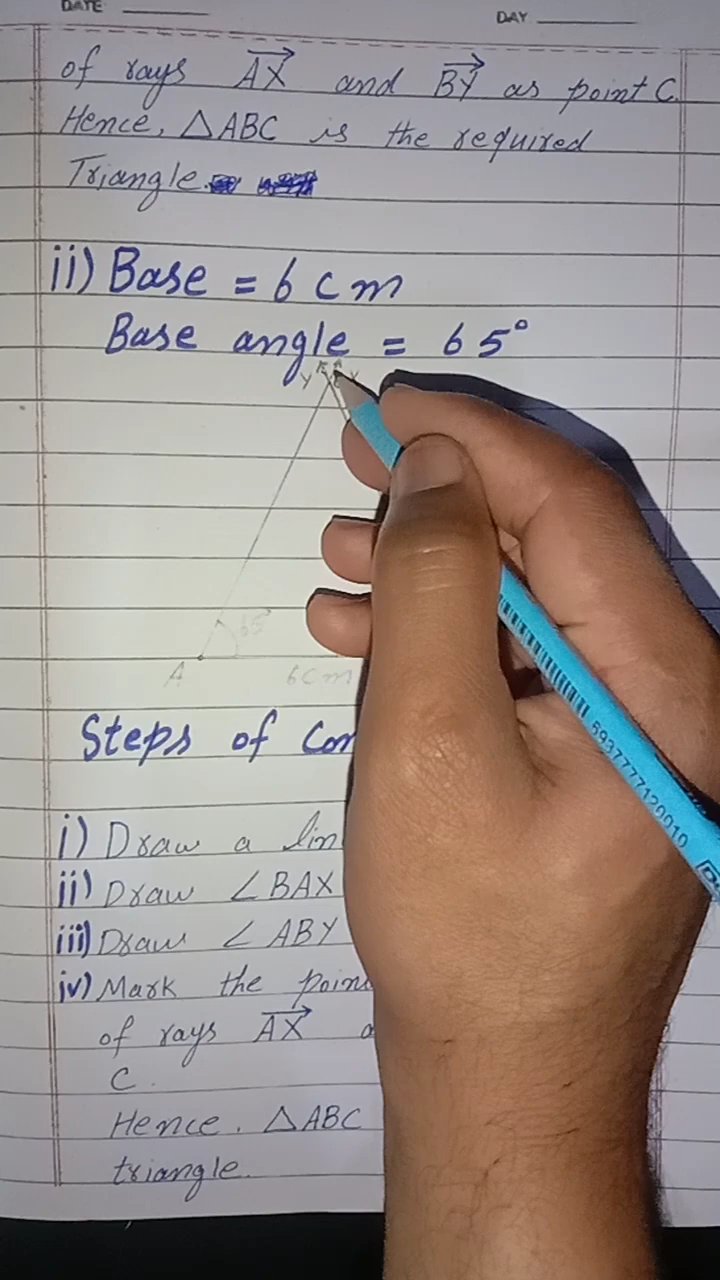 DATE
DAY
of rays AX and BY as point C.
Hence, △ABC is the required
Triangle.
ii) Base = 6 cm
Base angle = 65°
Y X
65°
A 6cm
Steps of Con
i) Draw a lin
ii) Draw ∠BAX
iii) Draw ∠ABY
iv) Mark the poin
of rays AX a
C.
Hence. △ABC
triangle.
5937777120010